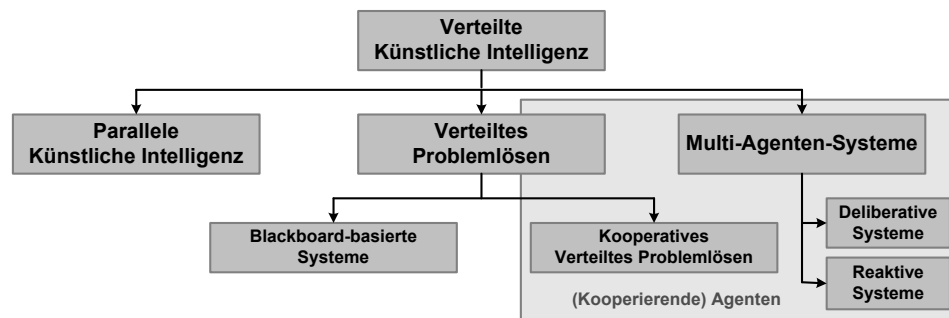 Verteilte
Künstliche Intelligenz
Parallele
Künstliche Intelligenz
Verteiltes
Problemlösen
Multi-Agenten-Systeme
Blackboard-basierte
Systeme
Kooperatives
Verteiltes Problemlösen
Deliberative
Systeme
Reaktive
Systeme
(Kooperierende) Agenten